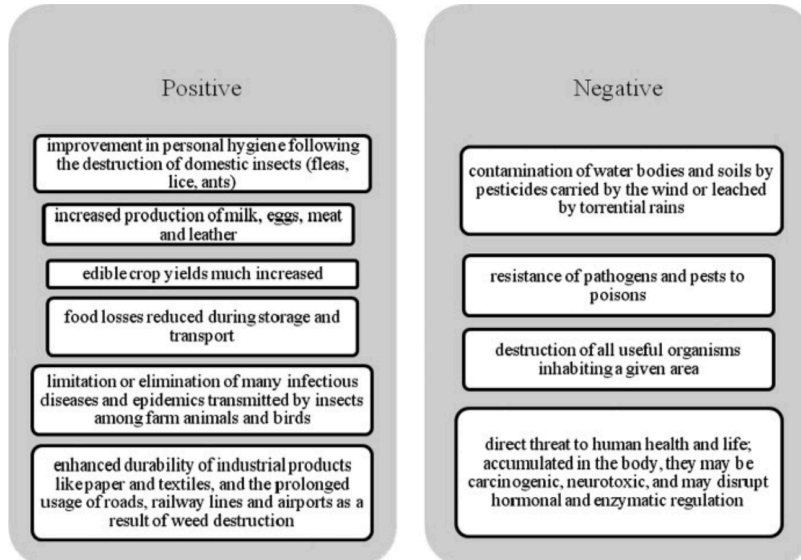 Positive
improvement in personal hygiene following
the destruction of domestic insects (fleas,
lice, ants)
increased production of milk, eggs, meat
and leather
edible crop yields much increased
food losses reduced during storage and
transport
limitation or elimination of many infectious
diseases and epidemics transmitted by insects
among farm animals and birds
enhanced durability of industrial products
like paper and textiles, and the prolonged
usage of roads, railway lines and airports as a
result of weed destruction
Negative
contamination of water bodies and soils by
pesticides carried by the wind or leached
by torrential rains
resistance of pathogens and pests to
poisons
destruction of all useful organisms
inhabiting a given area
direct threat to human health and life;
accumulated in the body, they may be
carcinogenic, neurotoxic, and may disrupt
hormonal and enzymatic regulation